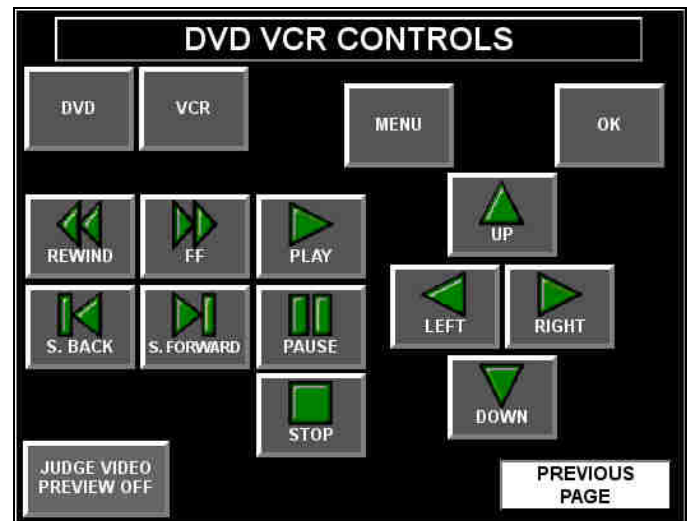 DVD VCR CONTROLS
DVD
VCR
MENU
OK
UP
REWIND
FF
PLAY
LEFT
RIGHT
S. BACK
S. FORWARD
PAUSE
DOWN
STOP
JUDGE VIDEO
PREVIEW OFF
PREVIOUS
PAGE